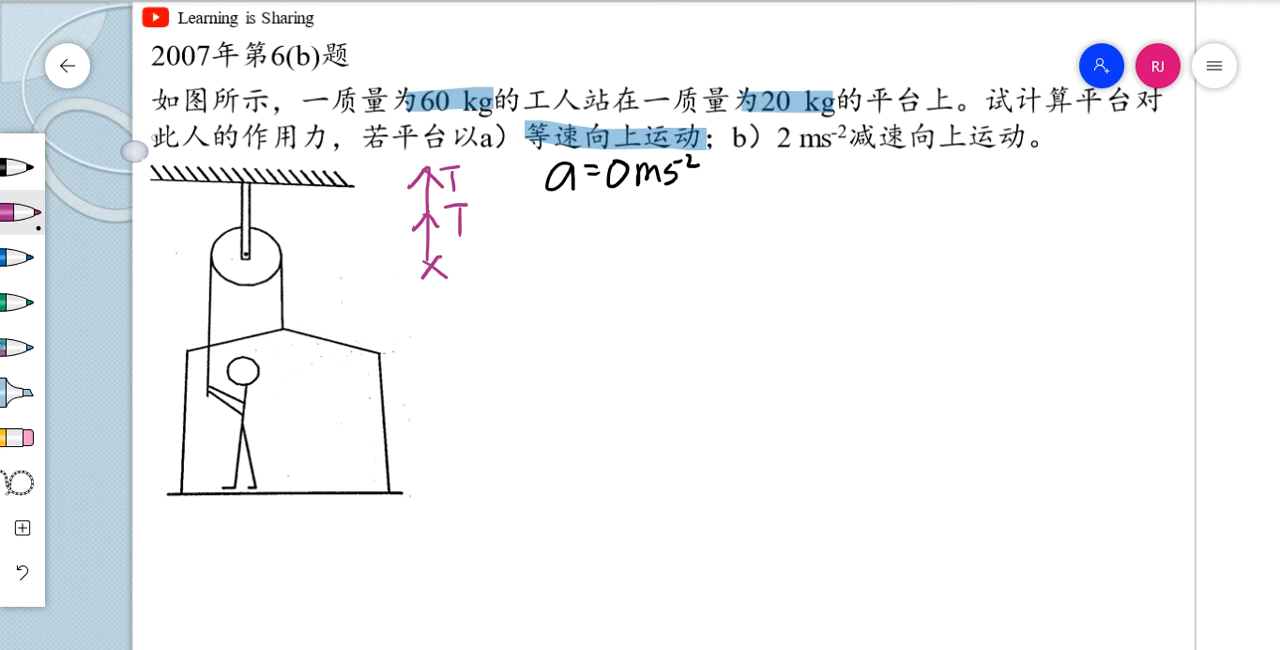 Learning is Sharing
2007年第6(b)题
RJ
如图所示，一质量为60 kg的工人站在一质量为20 kg的平台上。试计算平台对
此人的作用力，若平台以a）等速向上运动；b）2 ms-2减速向上运动。
a=0ms-2
T
T